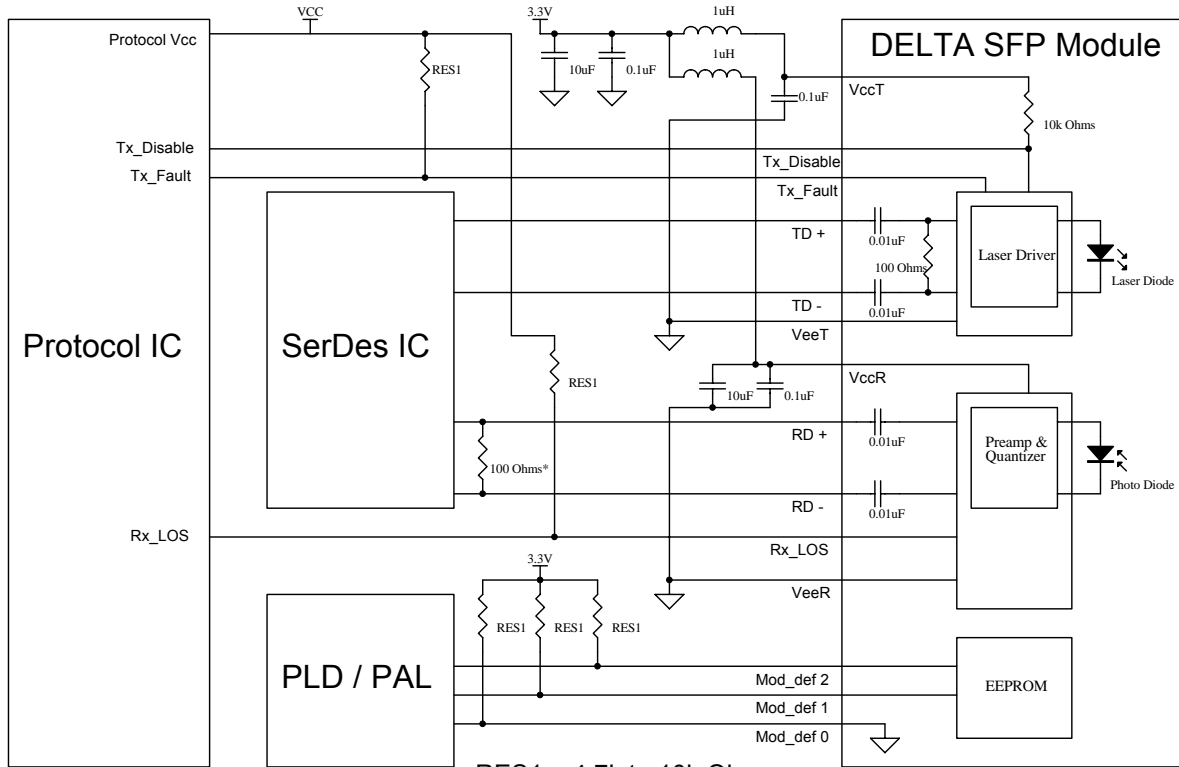 VCC
3.3V
1uH
Protocol Vcc
DELTA SFP Module
1uH
RES1
10uF
0.1uF
VccT
0.1uF
10k Ohms
Tx_Disable
Tx_Disable
Tx_Fault
Tx_Fault
TD +
0.01uF
Laser Driver
100 Ohms
Laser Diode
TD -
0.01uF
VeeT
Protocol IC
SerDes IC
RES1
VccR
10uF
0.1uF
RD +
0.01uF
Preamp &
Quantizer
100 Ohms*
Photo Diode
RD -
0.01uF
Rx_LOS
Rx_LOS
3.3V
VeeR
RES1
RES1
RES1
PLD / PAL
Mod_def 2
EEPROM
Mod_def 1
Mod_def 0